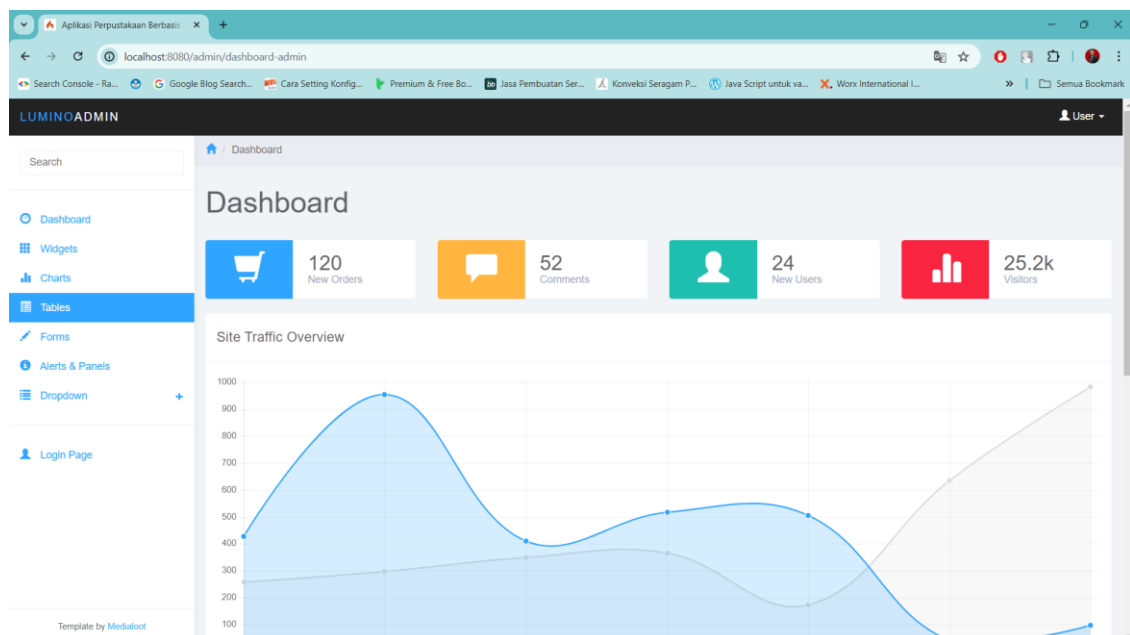 Aplikasi Perpustakaan Berbasis
localhost:8080/admin/dashboard-admin
Search Console - Ra... Google Blog Search... Cara Setting Konfig... Premium & Free Bo... Jasa Pembuatan Ser... Konveksi Seragam P... Java Script untuk va... Worx International I... » Semua Bookmark
LUMINOADMIN
User
Search
Dashboard
Widgets
Charts
Tables
Forms
Alerts & Panels
Dropdown +
Login Page
Template by Medialoot
/ Dashboard
Dashboard
120
New Orders
52
Comments
24
New Users
25.2k
Visitors
Site Traffic Overview
1000
900
800
700
600
500
400
300
200
100